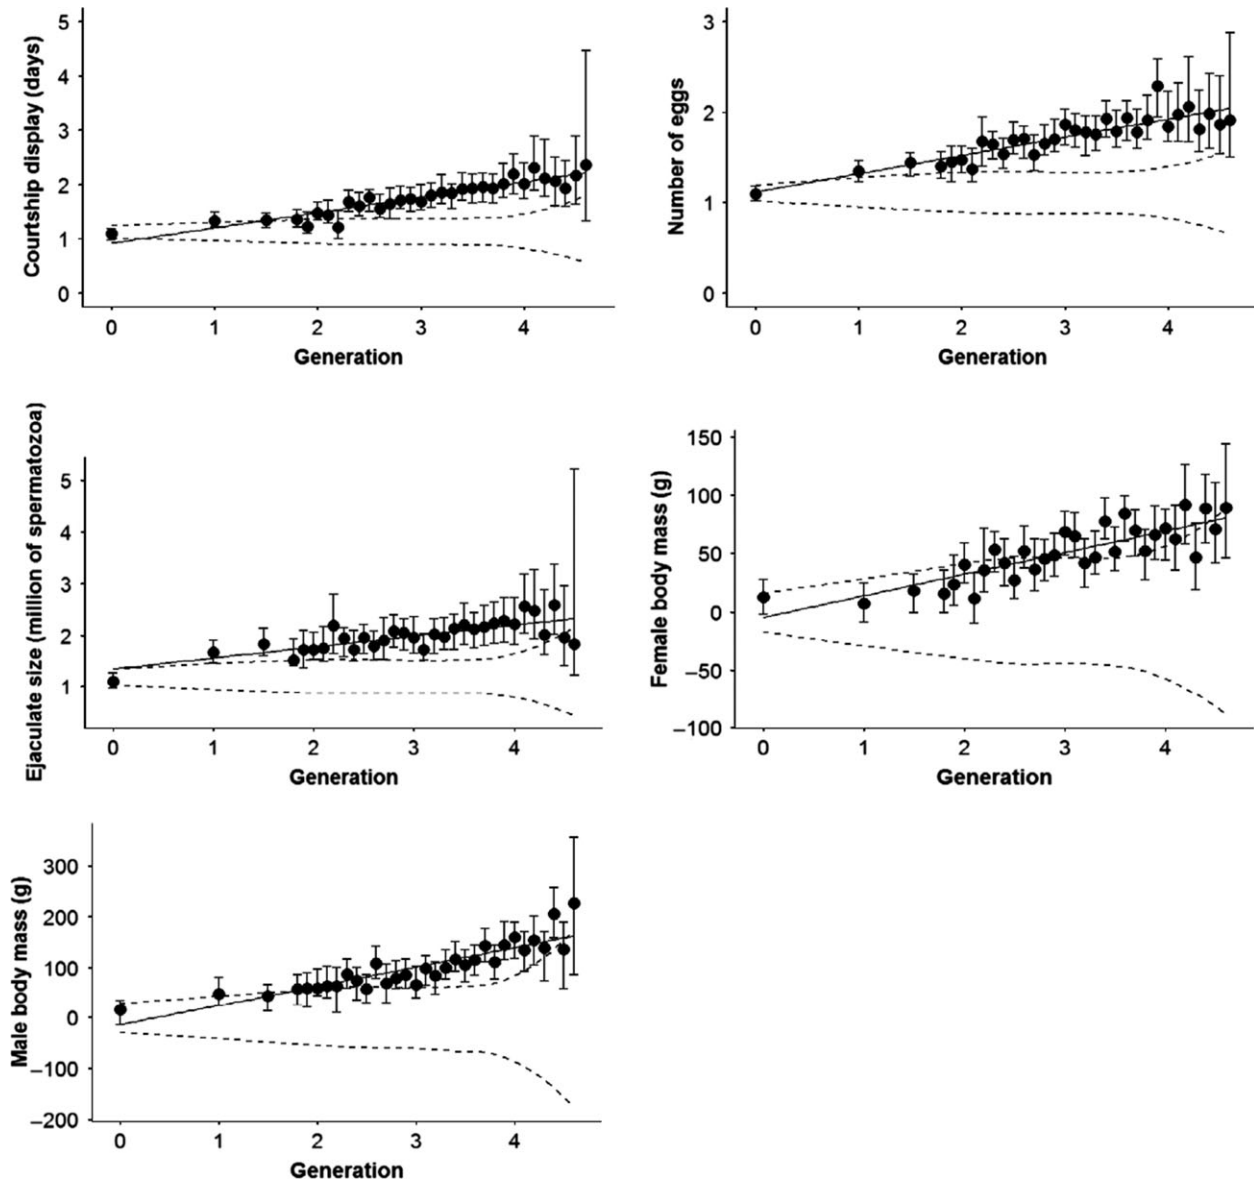 Courtship display (days)
5
4
3
2
1
0
0 1 2 3 4
Generation
Number of eggs
3
2
1
0
0 1 2 3 4
Generation
Ejaculate size (million of spermatozoa)
5
4
3
2
1
0 1 2 3 4
Generation
Female body mass (g)
150
100
50
0
–50
–100
0 1 2 3 4
Generation
Male body mass (g)
300
200
100
0
–100
–200
0 1 2 3 4
Generation